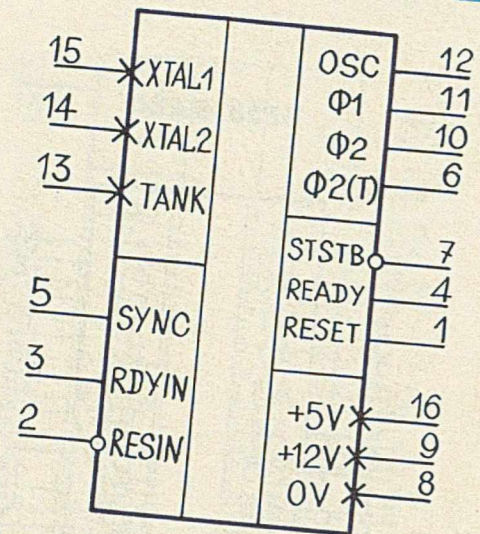 15 XTAL1
14 XTAL2
13 TANK
5 SYNC
3 RDYIN
2 RESIN
OSC 12
Φ1 11
Φ2 10
Φ2(T) 6
STSTB 7
READY 4
RESET 1
+5V 16
+12V 9
0V 8